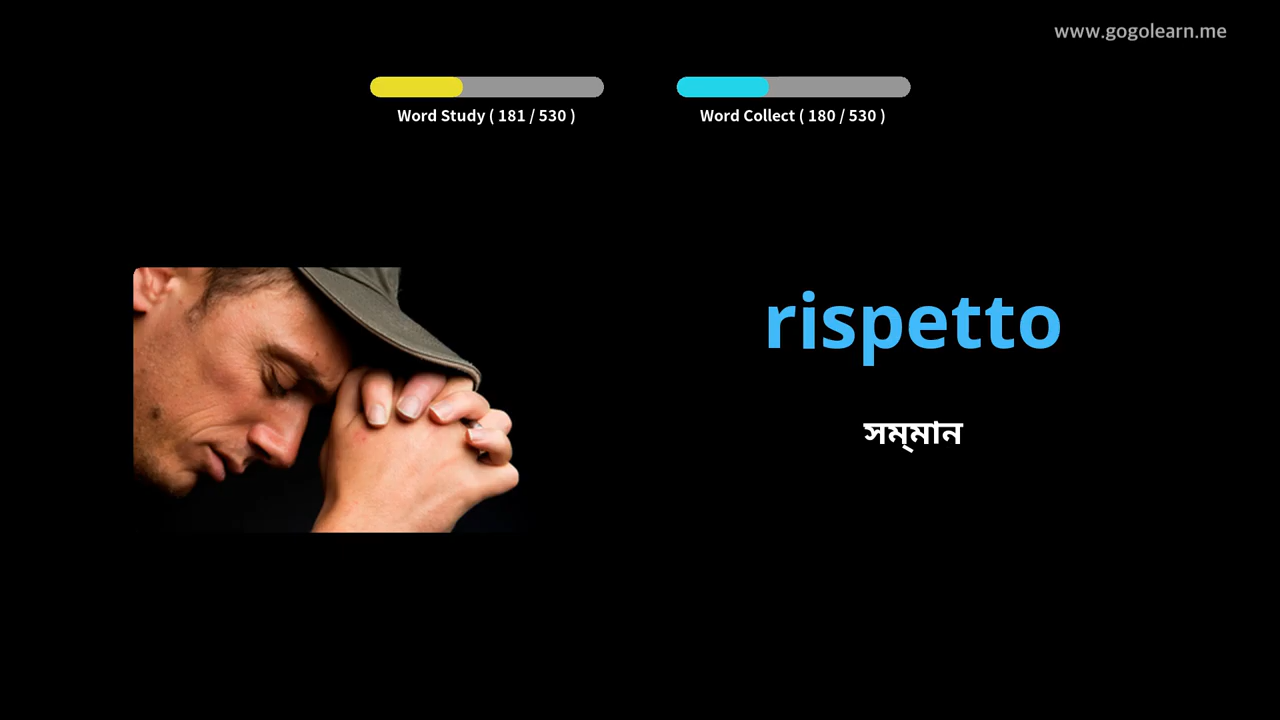 www.gogolearn.me
Word Study ( 181 / 530 )
Word Collect ( 180 / 530 )
rispetto
সম্‌মান